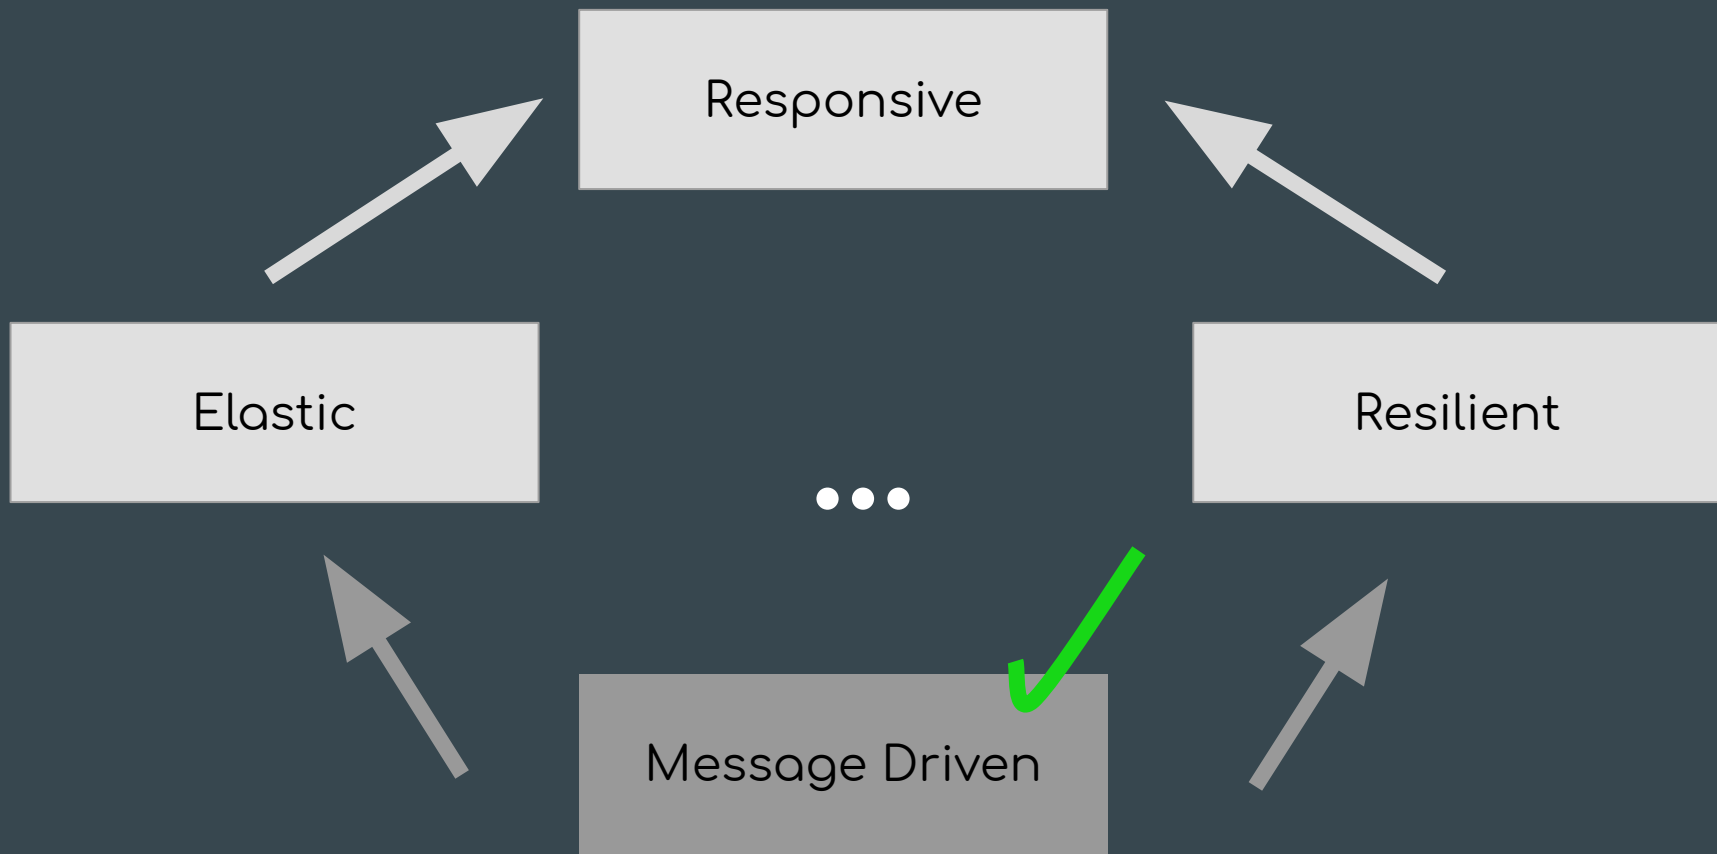 Responsive
Elastic
Resilient
...
Message Driven